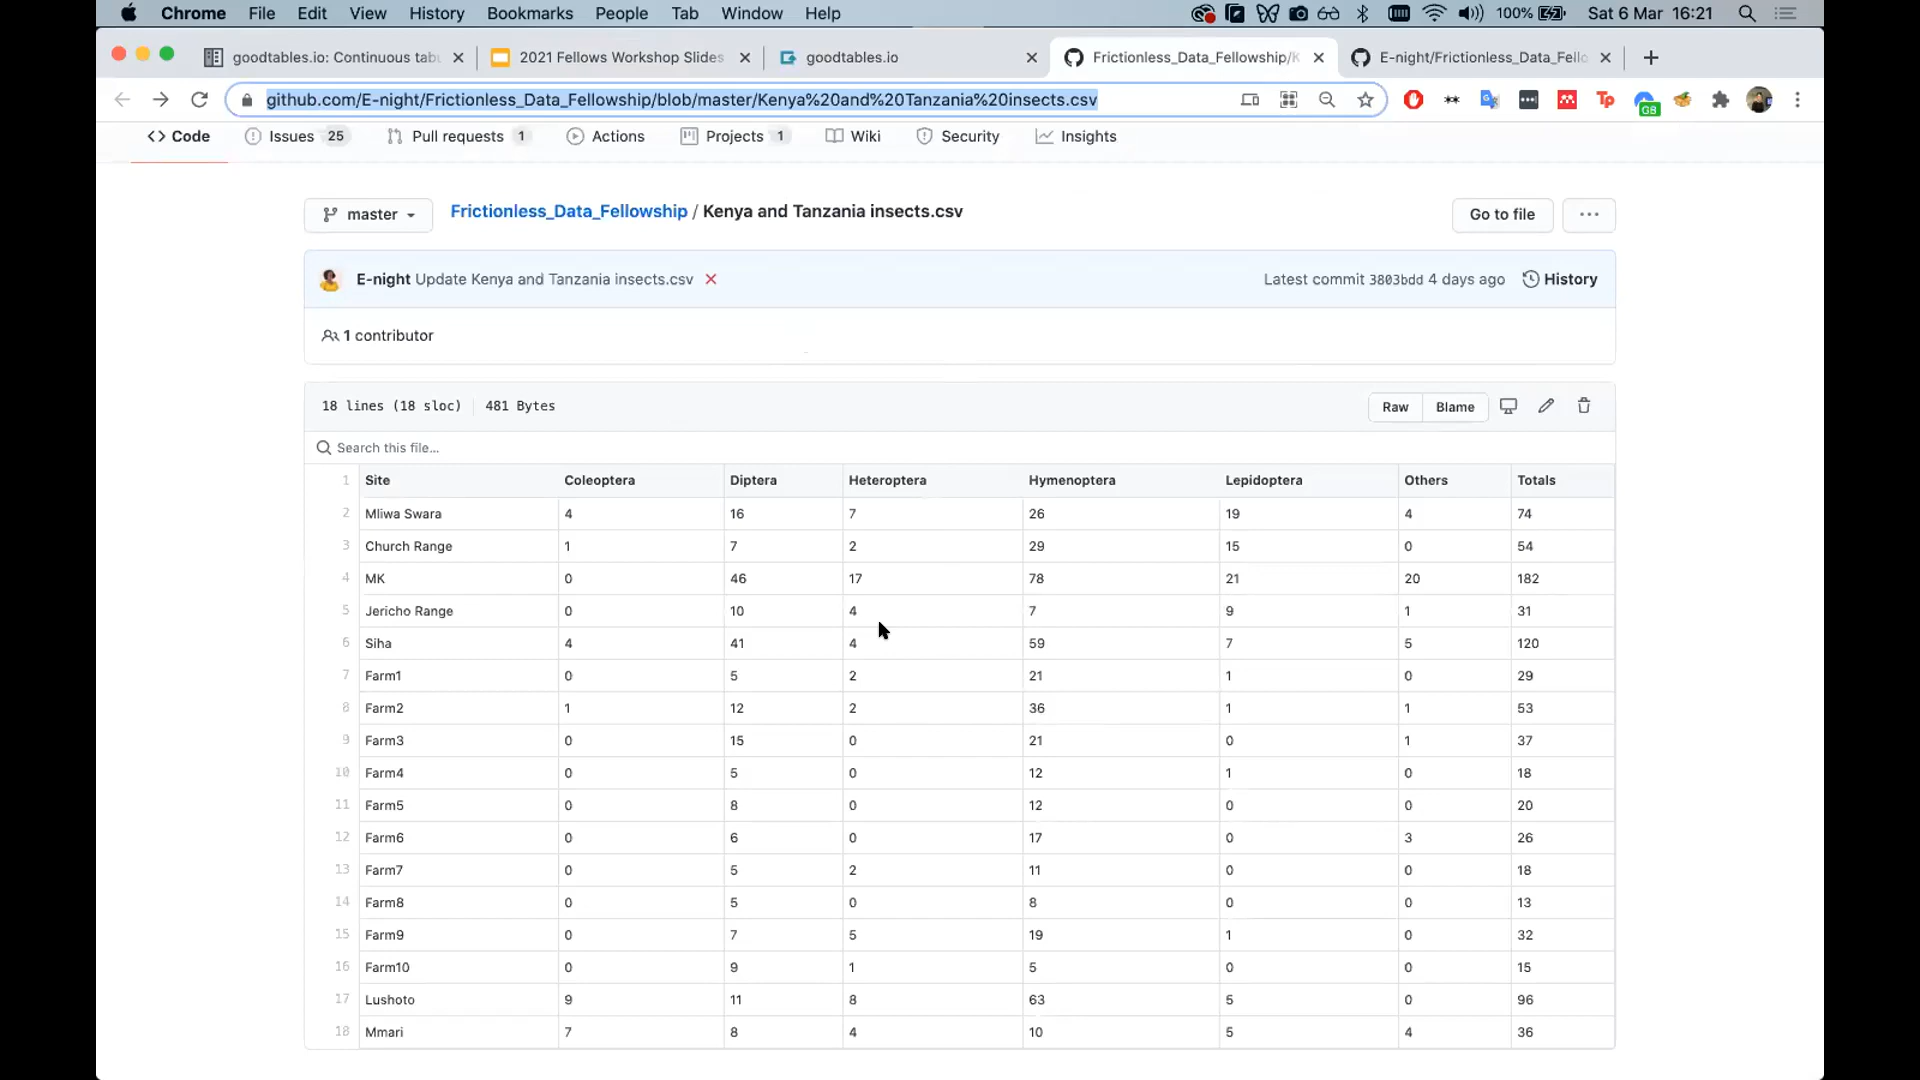 Chrome File Edit View History Bookmarks People Tab Window Help 100% Sat 6 Mar 16:21
goodtables.io: Continuous tabu 2021 Fellows Workshop Slides goodtables.io Frictionless_Data_Fellowship/K E-night/Frictionless_Data_Fello
github.com/E-night/Frictionless_Data_Fellowship/blob/master/Kenya%20and%20Tanzania%20insects.csv
Code Issues 25 Pull requests 1 Actions Projects 1 Wiki Security Insights
master Frictionless_Data_Fellowship / Kenya and Tanzania insects.csv Go to file
E-night Update Kenya and Tanzania insects.csv Latest commit 3803bdd 4 days ago History
1 contributor
18 lines (18 sloc) 481 Bytes Raw Blame
Search this file…
1 Site Coleoptera Diptera Heteroptera Hymenoptera Lepidoptera Others Totals
2 Mliwa Swara 4 16 7 26 19 4 74
3 Church Range 1 7 2 29 15 0 54
4 MK 0 46 17 78 21 20 182
5 Jericho Range 0 10 4 7 9 1 31
6 Siha 4 41 4 59 7 5 120
7 Farm1 0 5 2 21 1 0 29
8 Farm2 1 12 2 36 1 1 53
9 Farm3 0 15 0 21 0 1 37
10 Farm4 0 5 0 12 1 0 18
11 Farm5 0 8 0 12 0 0 20
12 Farm6 0 6 0 17 0 3 26
13 Farm7 0 5 2 11 0 0 18
14 Farm8 0 5 0 8 0 0 13
15 Farm9 0 7 5 19 1 0 32
16 Farm10 0 9 1 5 0 0 15
17 Lushoto 9 11 8 63 5 0 96
18 Mmari 7 8 4 10 5 4 36